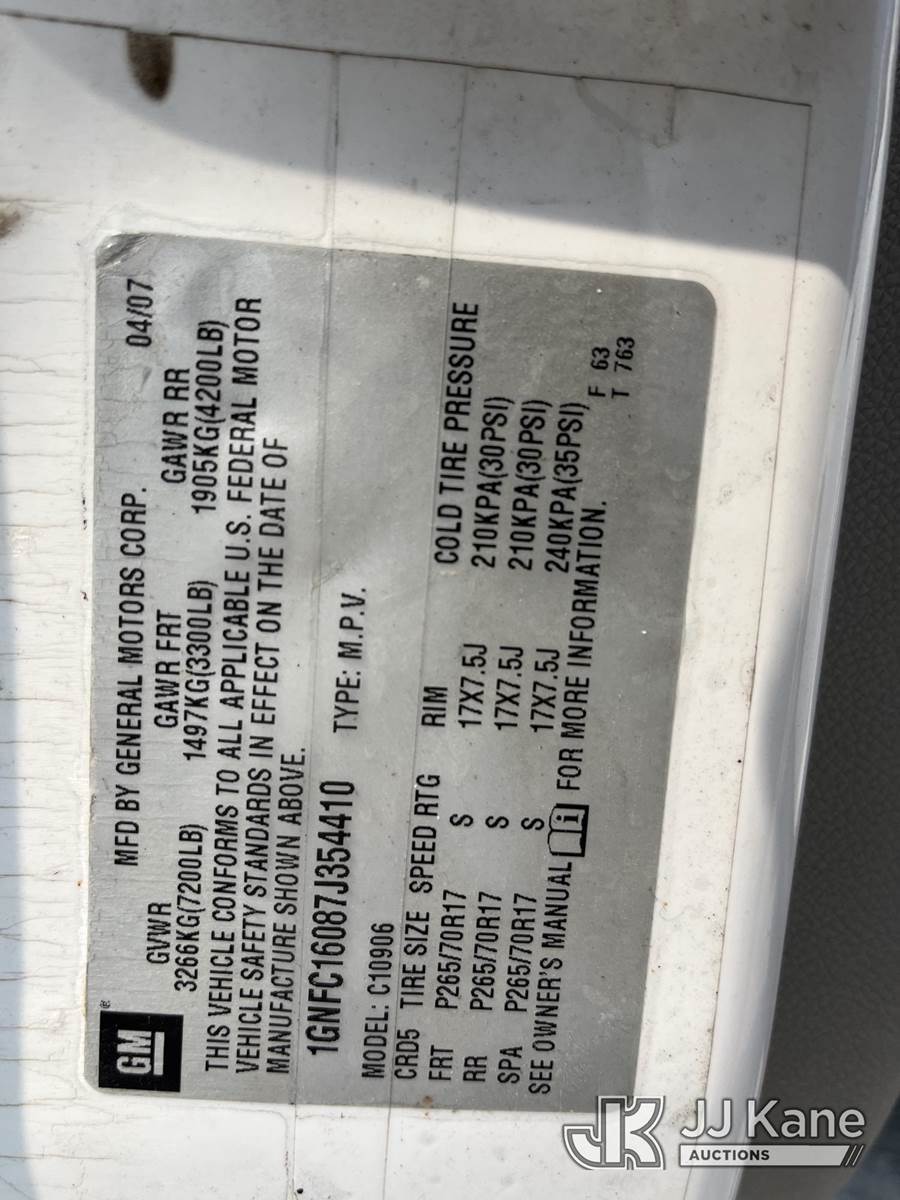 GM®
MFD BY GENERAL MOTORS CORP. 04/07
GVWR GAWR FRT GAWR RR
3266KG(7200LB) 1497KG(3300LB) 1905KG(4200LB)
THIS VEHICLE CONFORMS TO ALL APPLICABLE U.S. FEDERAL MOTOR
VEHICLE SAFETY STANDARDS IN EFFECT ON THE DATE OF
MANUFACTURE SHOWN ABOVE.
1GNFC16087J354410 TYPE: M.P.V.
MODEL: C10906
CRD5 TIRE SIZE SPEED RTG RIM COLD TIRE PRESSURE
FRT P265/70R17 S 17X7.5J 210KPA(30PSI)
RR P265/70R17 S 17X7.5J 210KPA(30PSI)
SPA P265/70R17 S 17X7.5J 240KPA(35PSI)
SEE OWNER'S MANUAL i FOR MORE INFORMATION.
F 63
T 763
JK JJ Kane
AUCTIONS